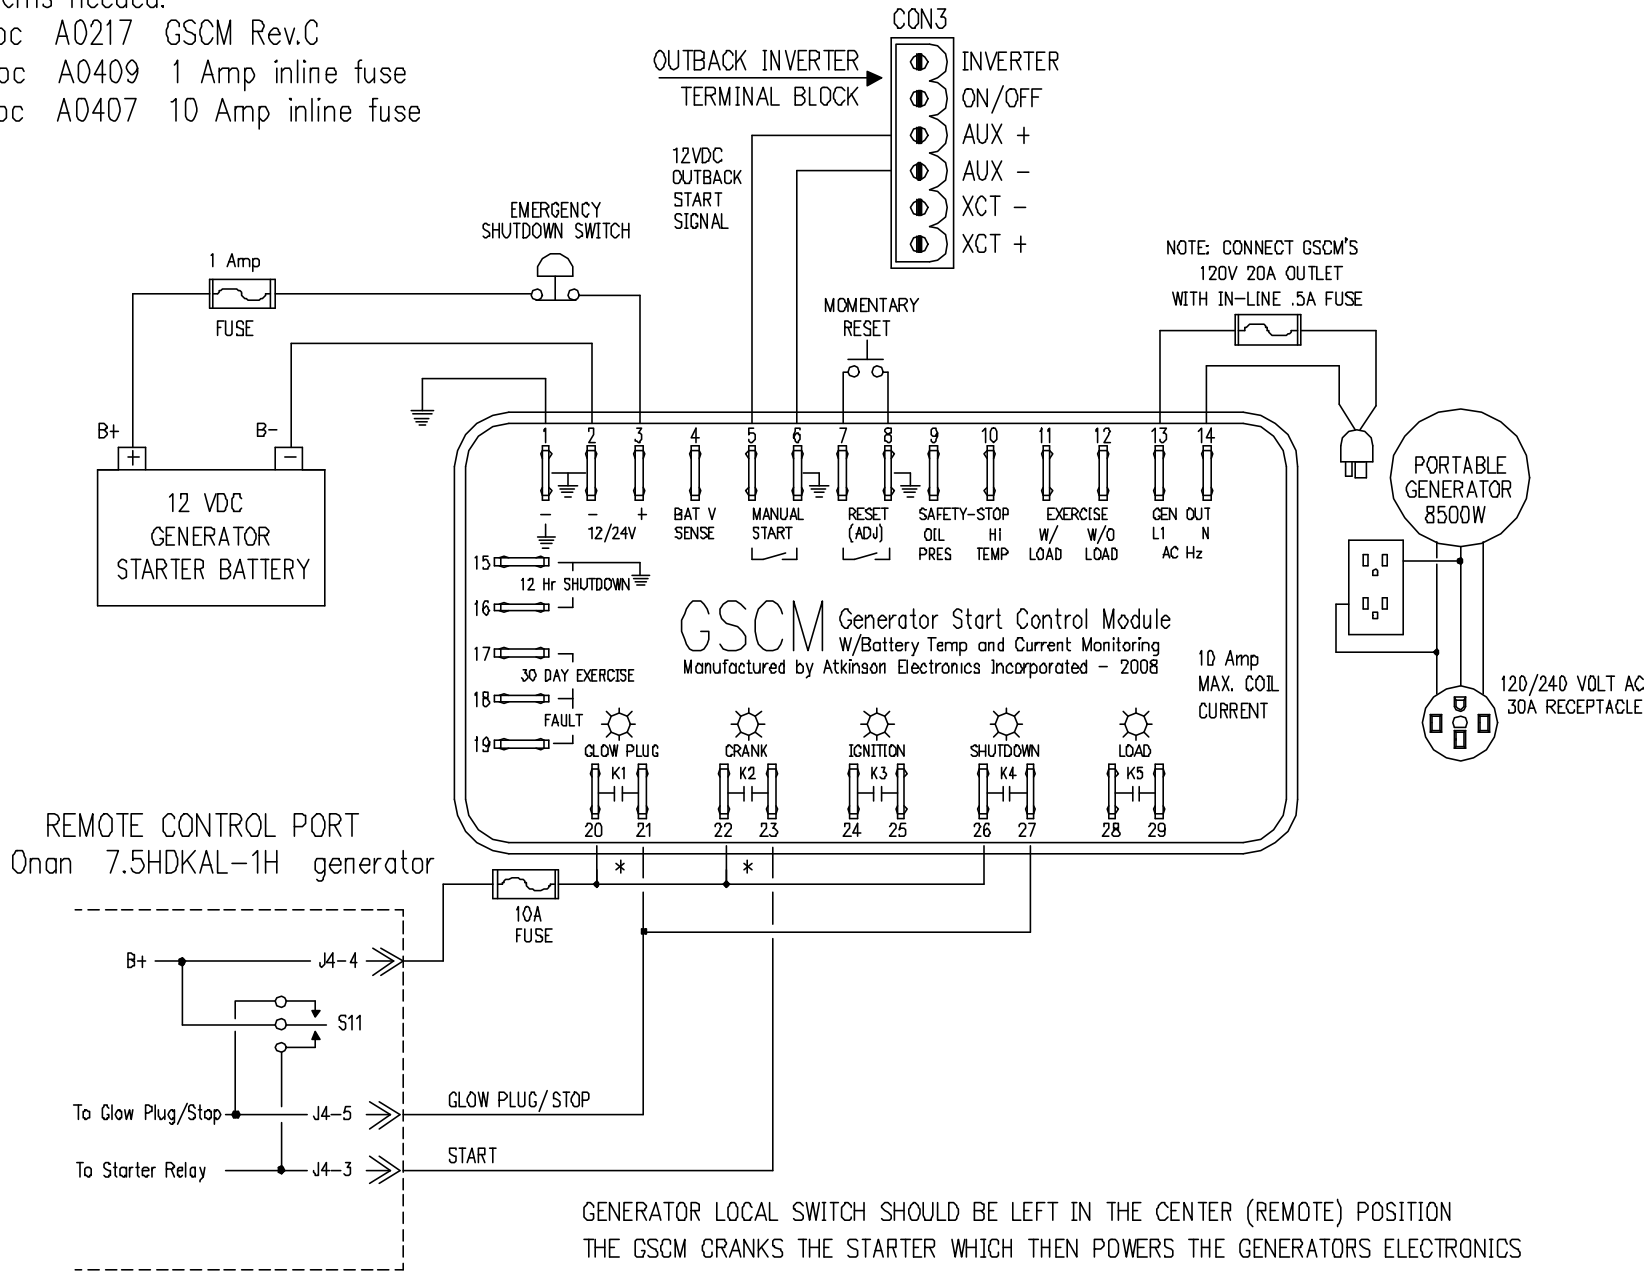 needed.
A0217 GSCM Rev.C
A0409 1 Amp inline fuse
A0407 10 Amp inline fuse
CON3
OUTBACK INVERTER
TERMINAL BLOCK
INVERTER
ON/OFF
AUX +
AUX -
XCT -
XCT +
12VDC
OUTBACK
START
SIGNAL
EMERGENCY
SHUTDOWN SWITCH
1 Amp
FUSE
MOMENTARY
RESET
NOTE: CONNECT GSCM'S
120V 20A OUTLET
WITH IN-LINE .5A FUSE
B+
B-
+
-
12 VDC
GENERATOR
STARTER BATTERY
1 2 3 4 5 6 7 8 9 10 11 12 13 14
- - +
12/24V
BAT V
SENSE
MANUAL
START
RESET
(ADJ)
SAFETY-STOP
OIL
PRES
HI
TEMP
EXERCISE
W/
LOAD
W/O
LOAD
GEN OUT
L1 N
AC Hz
PORTABLE
GENERATOR
8500W
15
12 Hr SHUTDOWN
16
17
30 DAY EXERCISE
18
FAULT
19
GSCM Generator Start Control Module
W/Battery Temp and Current Monitoring
Manufactured by Atkinson Electronics Incorporated - 2008
10 Amp
MAX. COIL
CURRENT
120/240 VOLT AC
30A RECEPTACLE
GLOW PLUG
K1
CRANK
K2
IGNITION
K3
SHUTDOWN
K4
LOAD
K5
20 21 22 23 24 25 26 27 28 29
* *
REMOTE CONTROL PORT
Onan 7.5HDKAL-1H generator
10A
FUSE
B+
J4-4
S11
To Glow Plug/Stop
J4-5
GLOW PLUG/STOP
To Starter Relay
J4-3
START
GENERATOR LOCAL SWITCH SHOULD BE LEFT IN THE CENTER (REMOTE) POSITION
THE GSCM CRANKS THE STARTER WHICH THEN POWERS THE GENERATORS ELECTRONICS